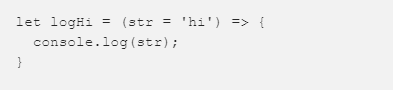 let logHi = (str = 'hi') => {
  console.log(str);
}